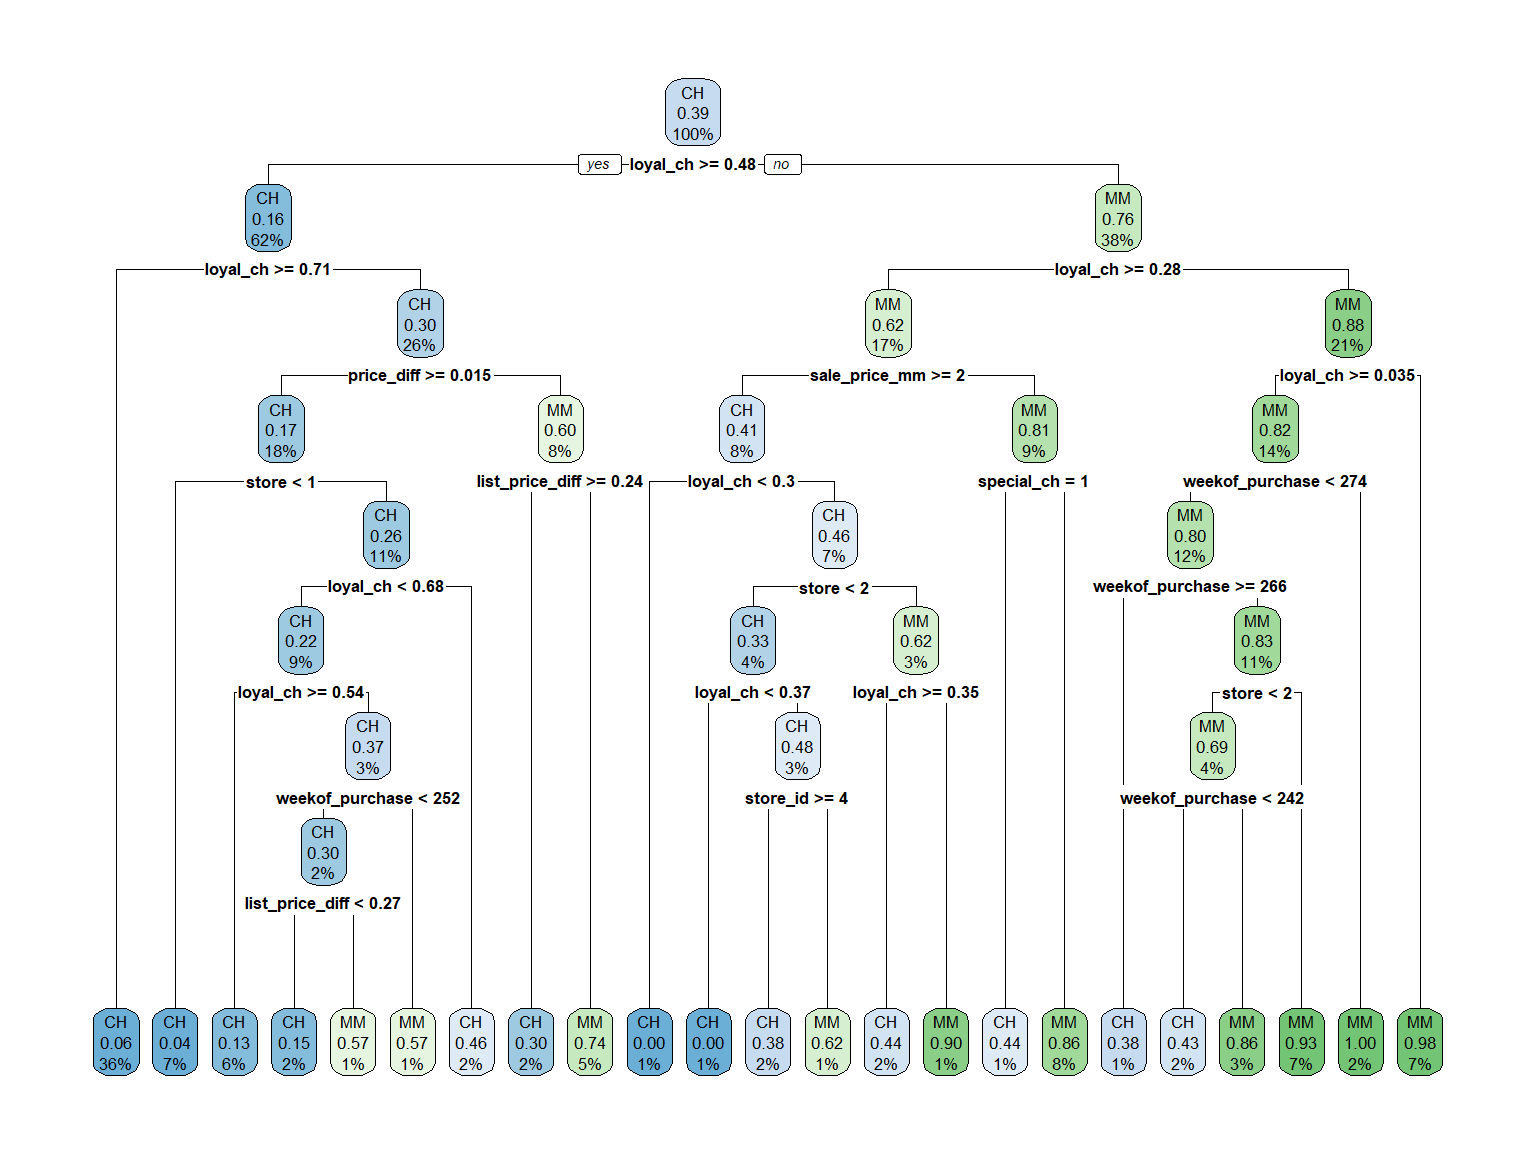 CH
0.39
100%
yes loyal_ch >= 0.48 no
CH
0.16
62%
MM
0.76
38%
loyal_ch >= 0.71
loyal_ch >= 0.28
CH
0.30
26%
MM
0.62
17%
MM
0.88
21%
price_diff >= 0.015
sale_price_mm >= 2
loyal_ch >= 0.035
CH
0.17
18%
MM
0.60
8%
CH
0.41
8%
MM
0.81
9%
MM
0.82
14%
store < 1
list_price_diff >= 0.24
loyal_ch < 0.3
special_ch = 1
weekof_purchase < 274
CH
0.26
11%
CH
0.46
7%
MM
0.80
12%
loyal_ch < 0.68
store < 2
weekof_purchase >= 266
CH
0.22
9%
CH
0.33
4%
MM
0.62
3%
MM
0.83
11%
loyal_ch >= 0.54
loyal_ch < 0.37
loyal_ch >= 0.35
store < 2
CH
0.37
3%
CH
0.48
3%
MM
0.69
4%
weekof_purchase < 252
store_id >= 4
weekof_purchase < 242
CH
0.30
2%
list_price_diff < 0.27
CH
0.06
36%
CH
0.04
7%
CH
0.13
6%
CH
0.15
2%
MM
0.57
1%
MM
0.57
1%
CH
0.46
2%
CH
0.30
2%
MM
0.74
5%
CH
0.00
1%
CH
0.00
1%
CH
0.38
2%
MM
0.62
1%
CH
0.44
2%
MM
0.90
1%
CH
0.44
1%
MM
0.86
8%
CH
0.38
1%
CH
0.43
2%
MM
0.86
3%
MM
0.93
7%
MM
1.00
2%
MM
0.98
7%